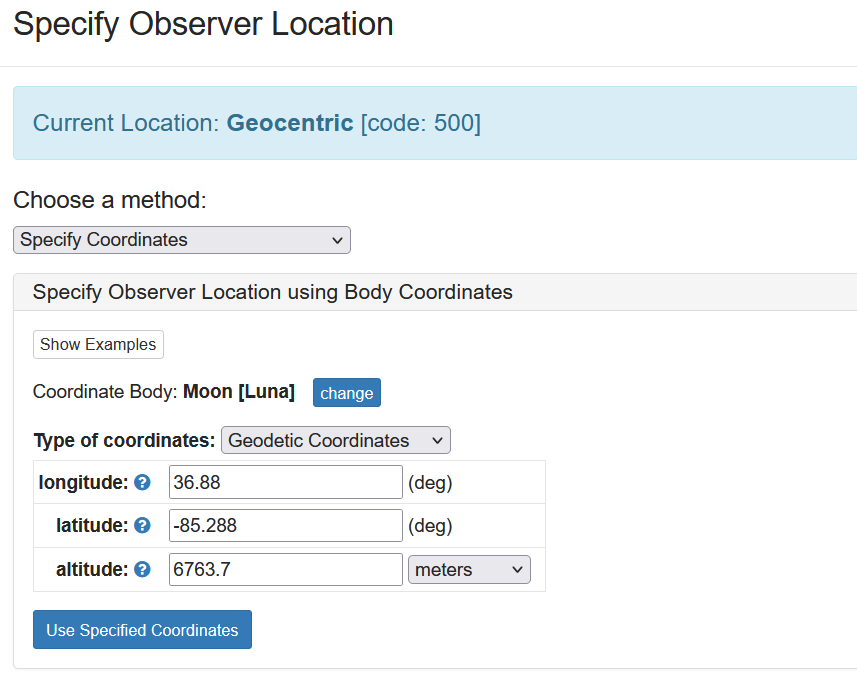 Specify Observer Location
Current Location: Geocentric [code: 500]
Choose a method:
Specify Coordinates
Specify Observer Location using Body Coordinates
Show Examples
Coordinate Body: Moon [Luna] change
Type of coordinates: Geodetic Coordinates
longitude: ? 36.88 (deg)
latitude: ? -85.288 (deg)
altitude: ? 6763.7 meters
Use Specified Coordinates